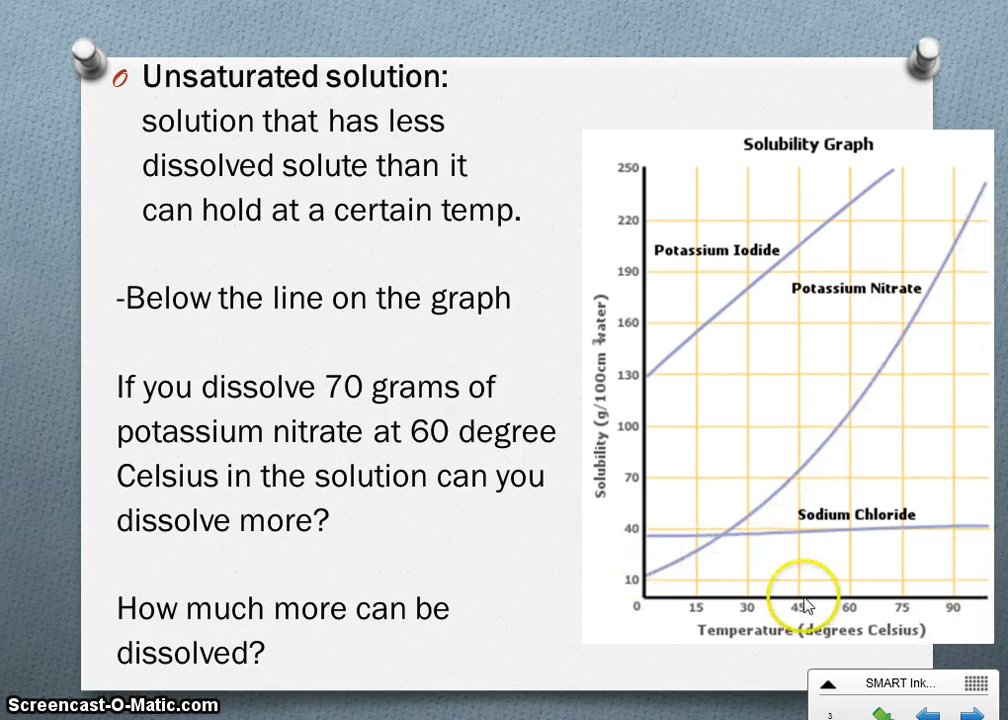 Unsaturated solution:
solution that has less
dissolved solute than it
can hold at a certain temp.
-Below the line on the graph
If you dissolve 70 grams of
potassium nitrate at 60 degree
Celsius in the solution can you
dissolve more?
How much more can be
dissolved?
Solubility Graph
250
220
190
160
130
100
70
40
10
0
15
30
45
60
75
90
Solubility (g/100cm3 water)
Temperature (degrees Celsius)
Potassium Iodide
Potassium Nitrate
Sodium Chloride
SMART Ink...
3
Screencast-O-Matic.com